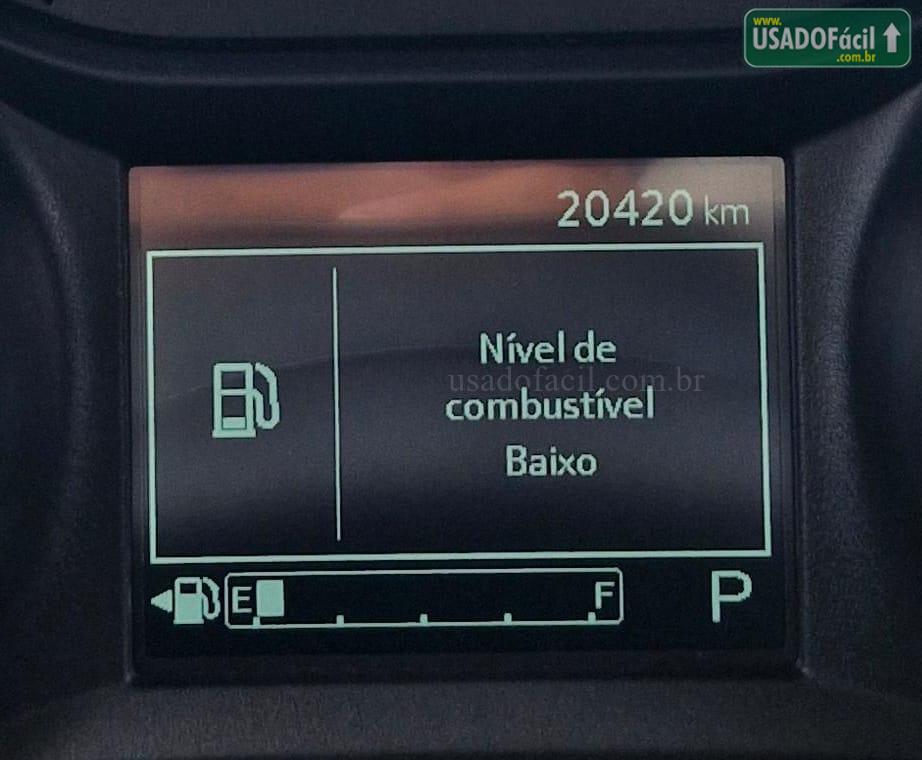 www.
USADOFácil
.com.br
20420 km
Nível de
usadofacil.com.br
combustível
Baixo
E F P